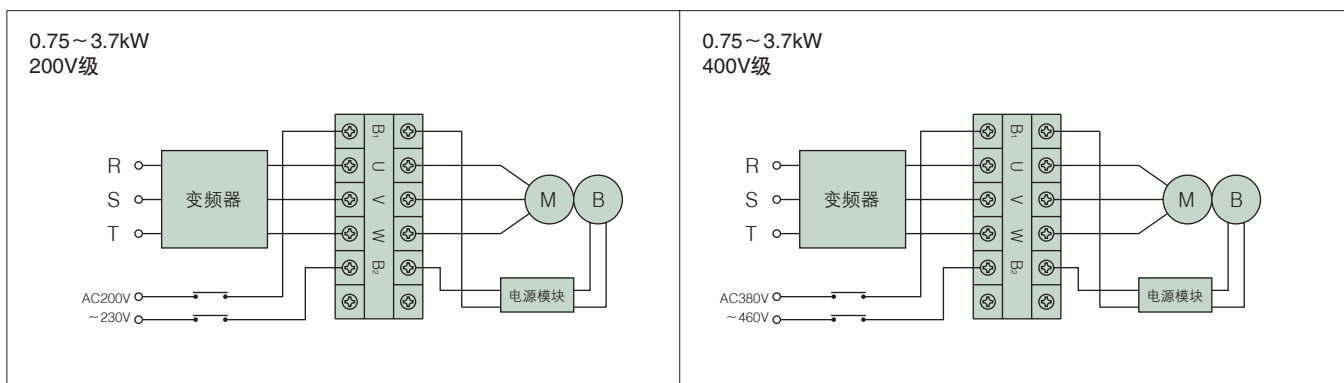 0.75～3.7kW
200V级
R
S
T
变频器
B₁
U
V
W
B₂
M
B
AC200V
～230V
电源模块
0.75～3.7kW
400V级
R
S
T
变频器
B₁
U
V
W
B₂
M
B
AC380V
～460V
电源模块